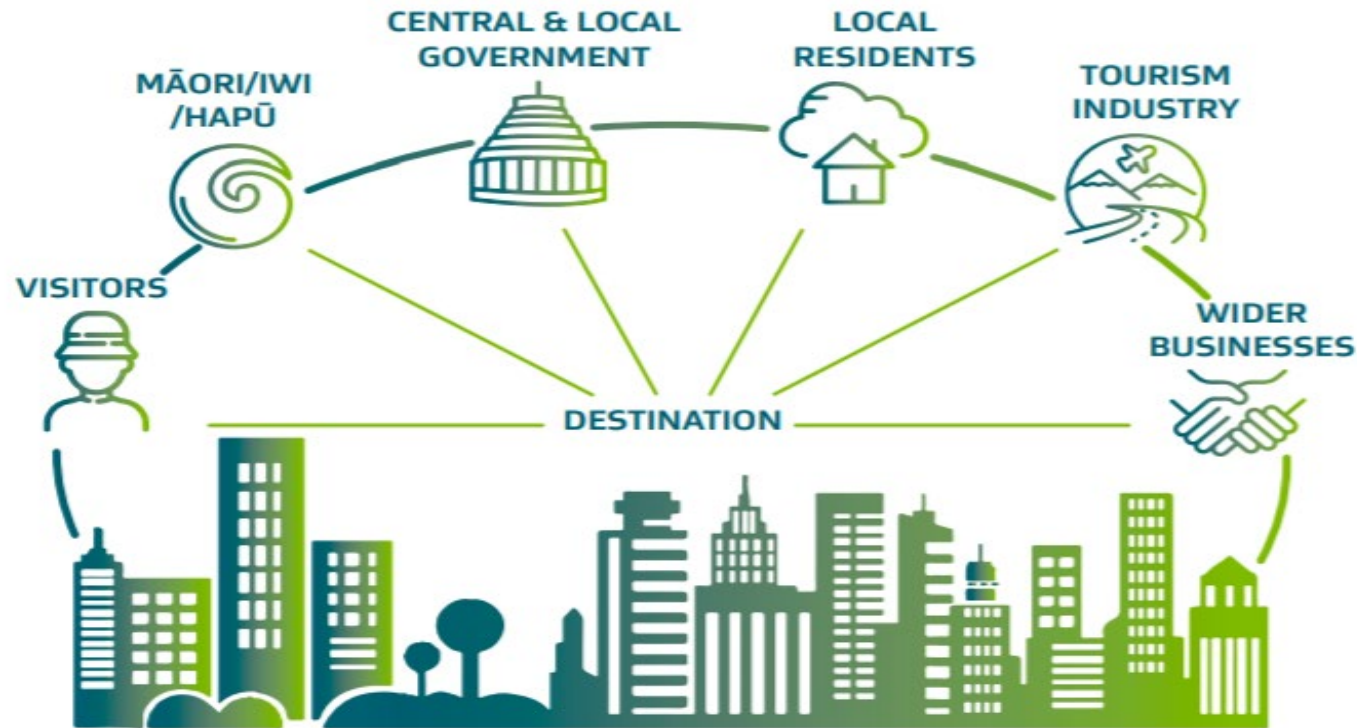 CENTRAL & LOCAL
GOVERNMENT
LOCAL
RESIDENTS
MĀORI/IWI
/HAPŪ
TOURISM
INDUSTRY
VISITORS
WIDER
BUSINESSES
DESTINATION